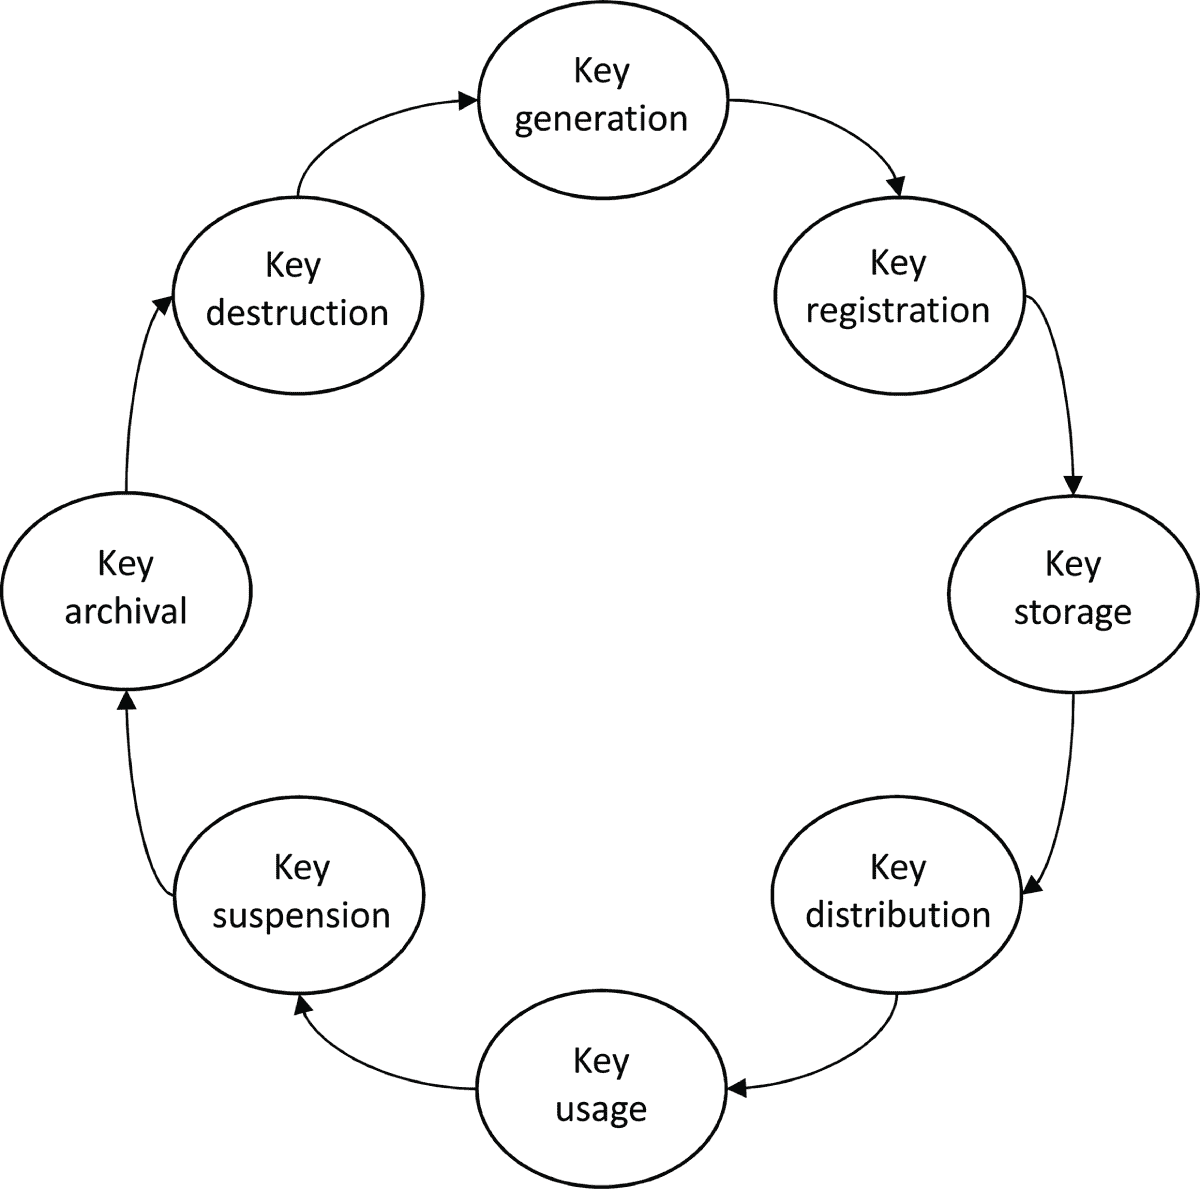 Key
generation
Key
registration
Key
storage
Key
distribution
Key
usage
Key
suspension
Key
archival
Key
destruction